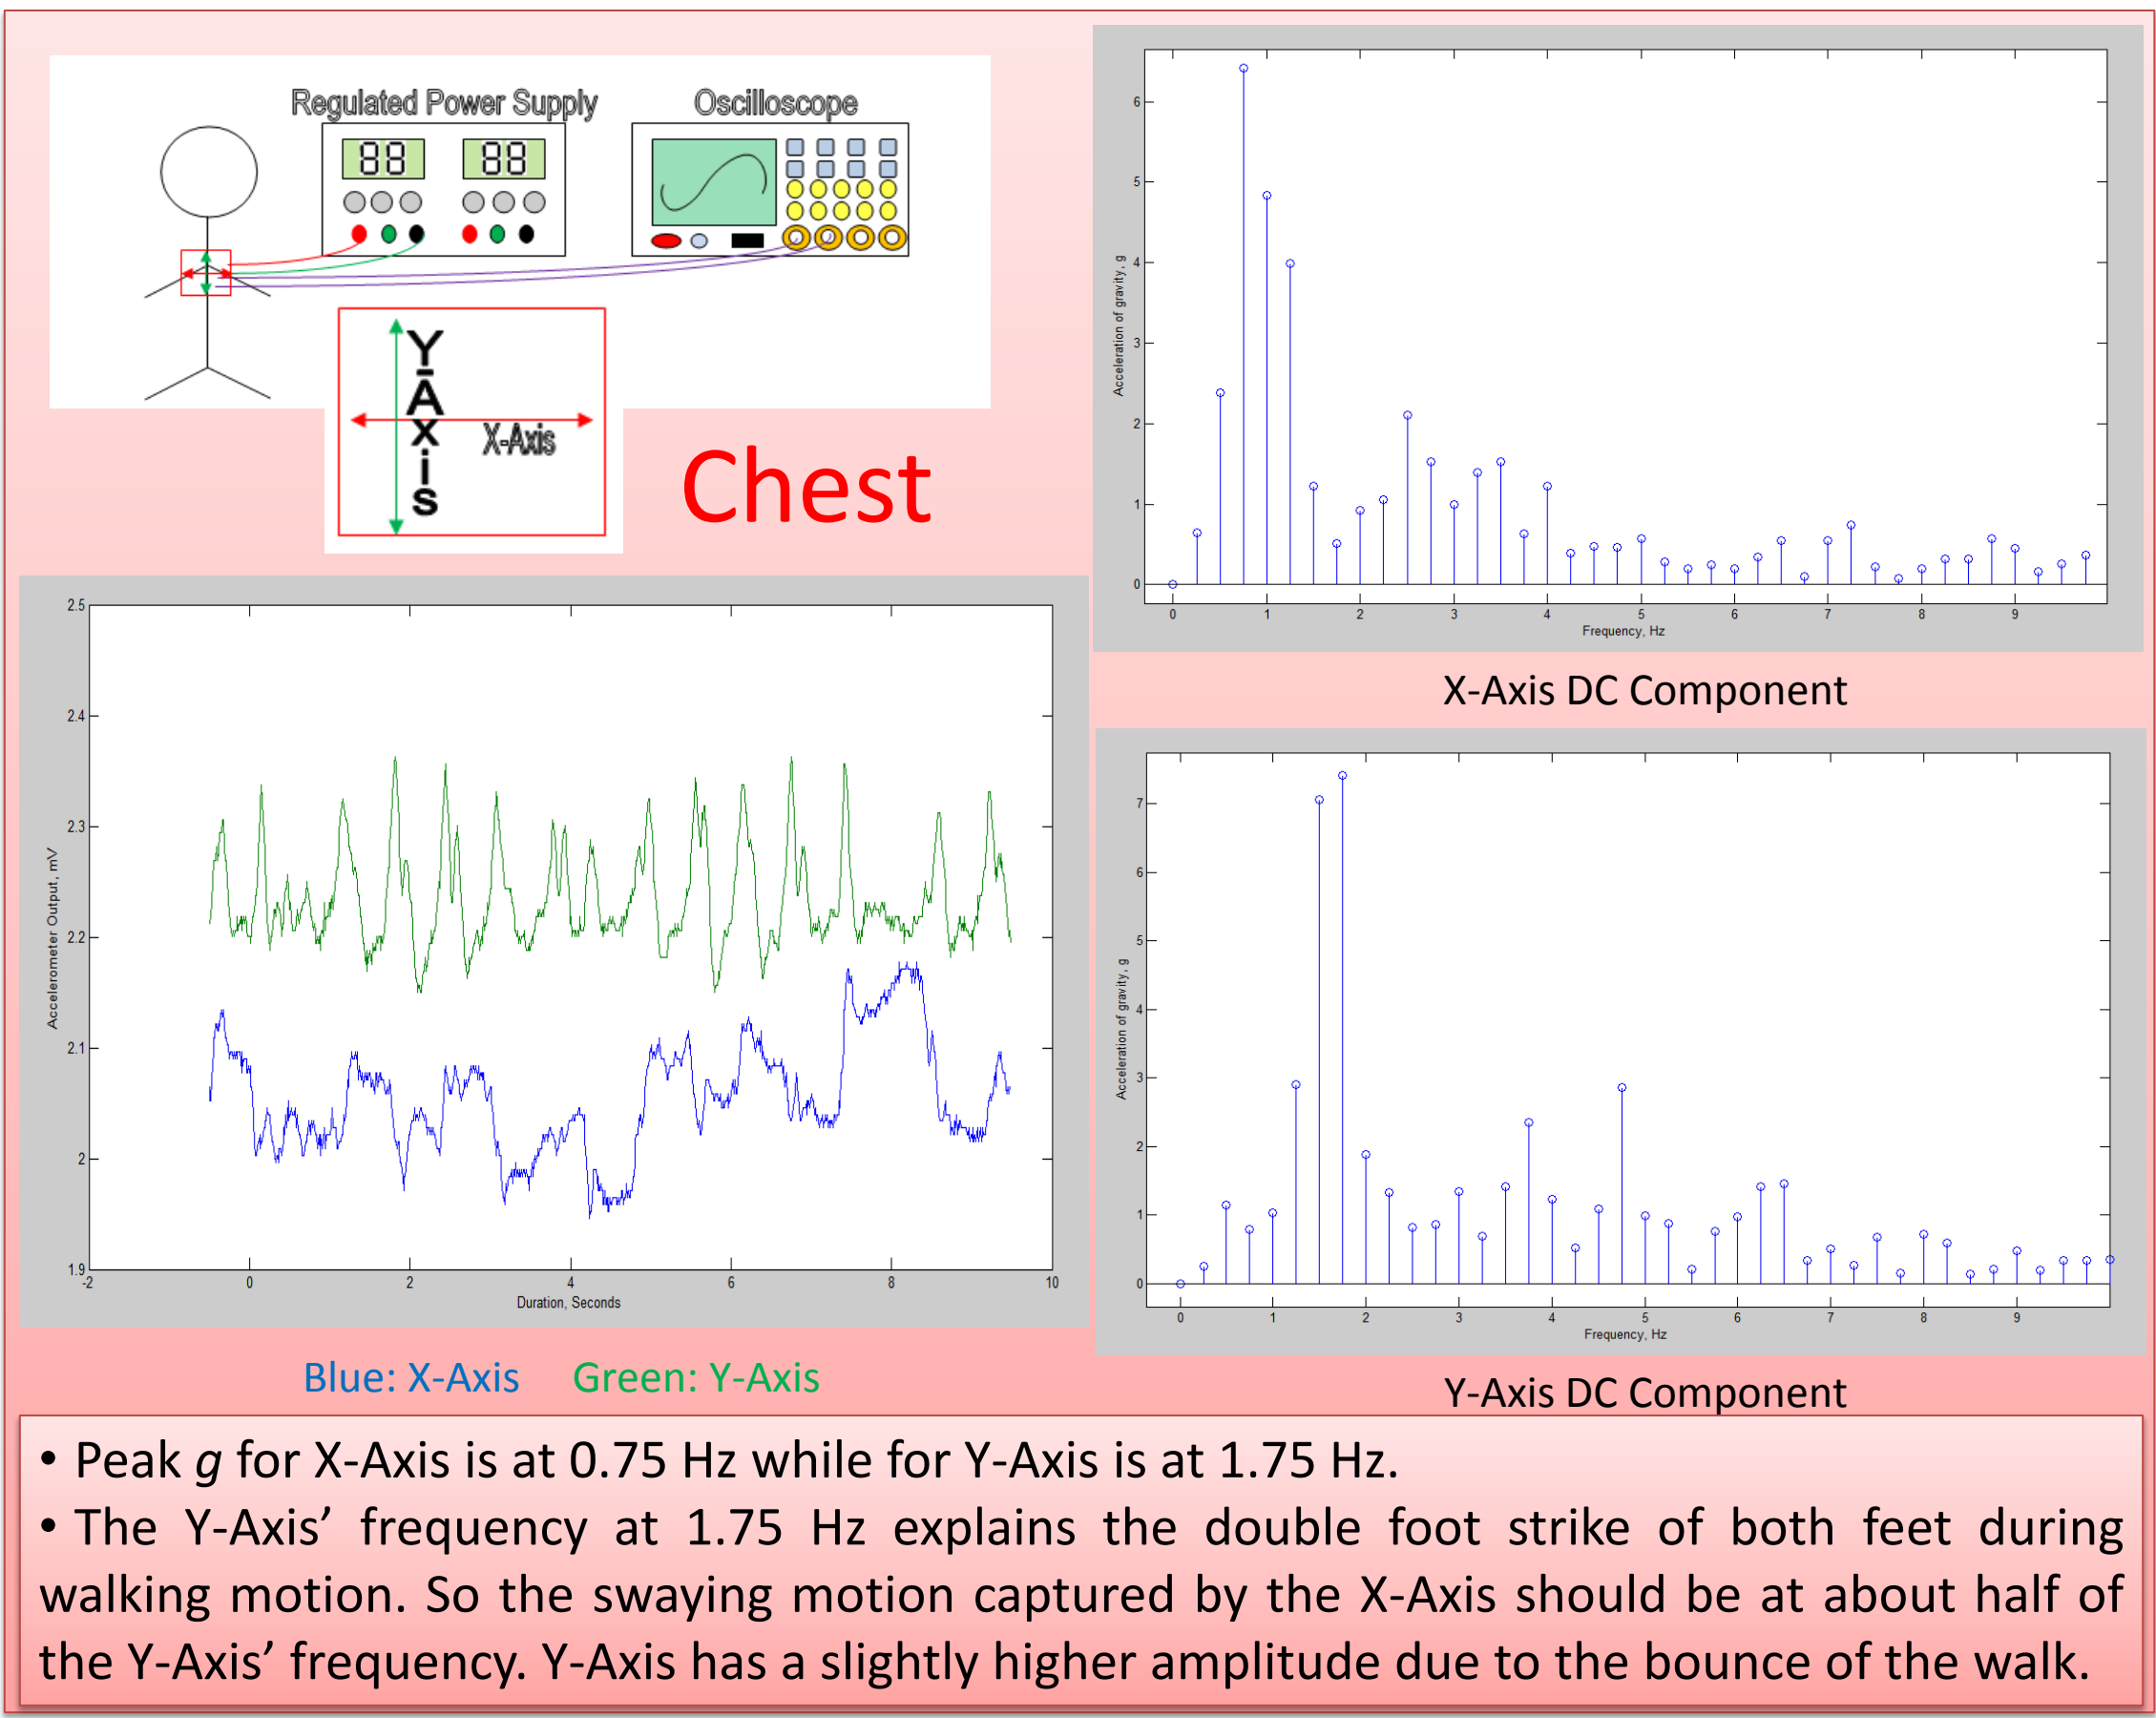 Regulated Power Supply
Oscilloscope
88 88
Y-Axis
X-Axis
Chest
6
5
4
3
2
1
0
Acceleration of gravity, g
0 1 2 3 4 5 6 7 8 9
Frequency, Hz
X-Axis DC Component
2.5
2.4
2.3
2.2
2.1
2
1.9
Accelerometer Output, mV
-2 0 2 4 6 8 10
Duration, Seconds
Blue: X-Axis Green: Y-Axis
7
6
5
4
3
2
1
0
Acceleration of gravity, g
0 1 2 3 4 5 6 7 8 9
Frequency, Hz
Y-Axis DC Component
• Peak g for X-Axis is at 0.75 Hz while for Y-Axis is at 1.75 Hz.
• The Y-Axis’ frequency at 1.75 Hz explains the double foot strike of both feet during
walking motion. So the swaying motion captured by the X-Axis should be at about half of
the Y-Axis’ frequency. Y-Axis has a slightly higher amplitude due to the bounce of the walk.